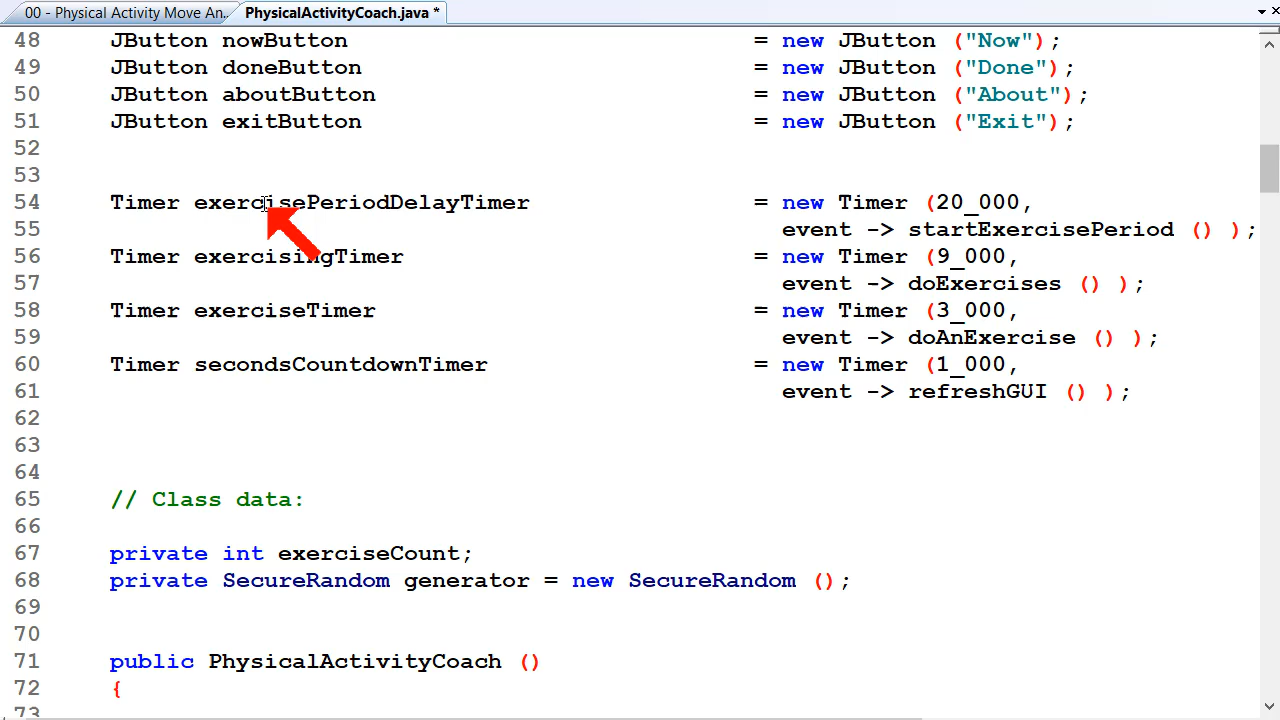 00 - Physical Activity Move An.. PhysicalActivityCoach.java *
48 JButton nowButton = new JButton ("Now");
49 JButton doneButton = new JButton ("Done");
50 JButton aboutButton = new JButton ("About");
51 JButton exitButton = new JButton ("Exit");
52
53
54 Timer exercisePeriodDelayTimer = new Timer (20_000,
55 event -> startExercisePeriod () );
56 Timer exercisingTimer = new Timer (9_000,
57 event -> doExercises () );
58 Timer exerciseTimer = new Timer (3_000,
59 event -> doAnExercise () );
60 Timer secondsCountdownTimer = new Timer (1_000,
61 event -> refreshGUI () );
62
63
64
65 // Class data:
66
67 private int exerciseCount;
68 private SecureRandom generator = new SecureRandom ();
69
70
71 public PhysicalActivityCoach ()
72 {
73